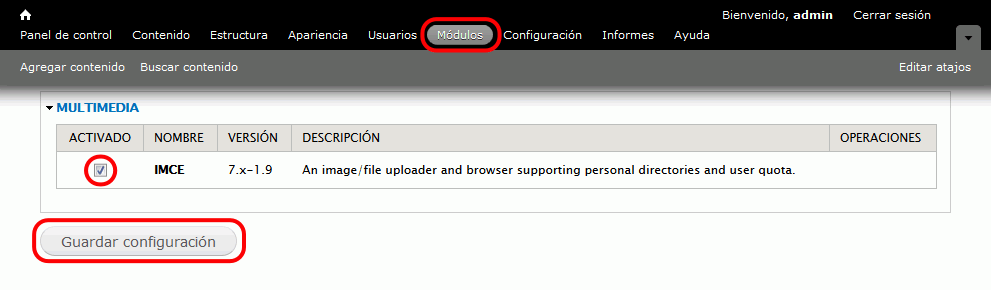 Bienvenido, admin Cerrar sesión
Panel de control Contenido Estructura Apariencia Usuarios Módulos Configuración Informes Ayuda
Agregar contenido Buscar contenido Editar atajos
MULTIMEDIA
ACTIVADO NOMBRE VERSIÓN DESCRIPCIÓN OPERACIONES
IMCE 7.x-1.9 An image/file uploader and browser supporting personal directories and user quota.
Guardar configuración